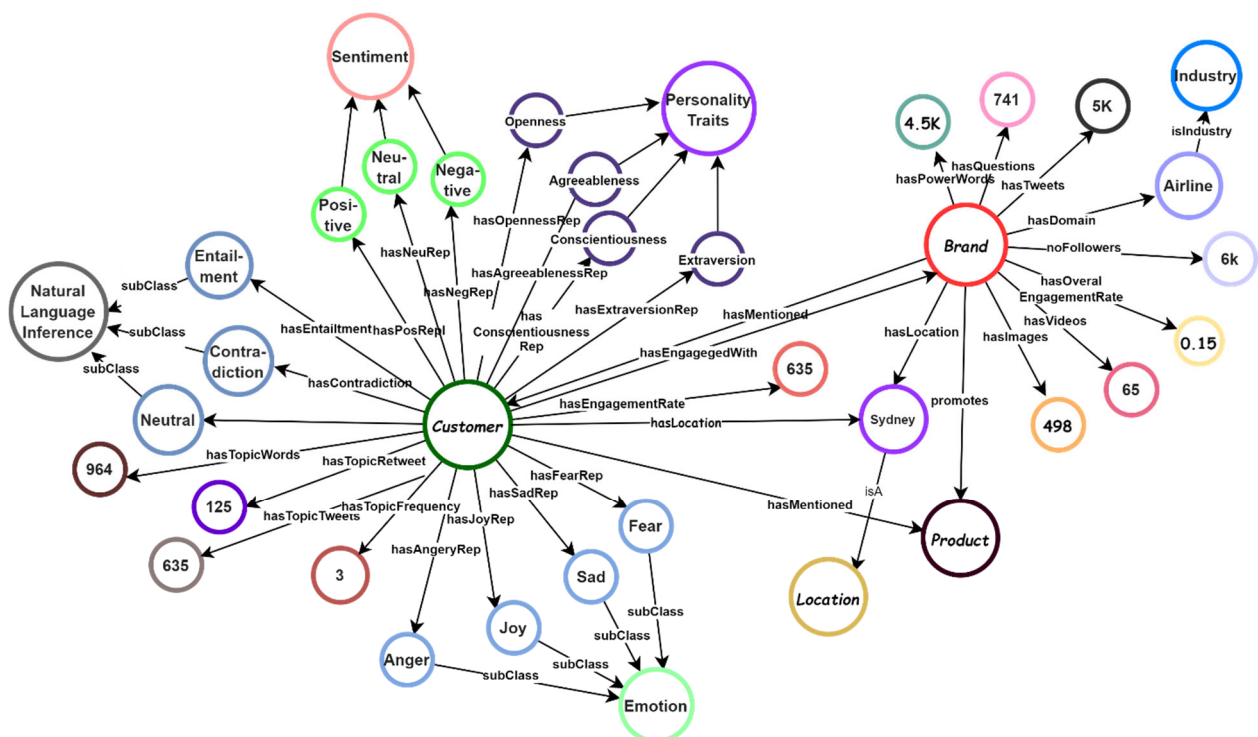 Sentiment
Personality
Traits
Industry
Openness
4.5K
741
5K
isIndustry
Neu-
tral
Nega-
tive
Posi-
tive
Agreeableness
hasQuestions
hasPowerWords
hasTweets
Airline
hasOpennessRep
Conscientiousness
hasDomain
Brand
noFollowers
6k
Entail-
ment
hasNeuRep
hasAgreeablenessRep
Extraversion
subClass
hasNegRep
hasOveral
EngagementRate
Natural
Language
Inference
hasEntailtment
hasPosRepl
has
Conscientiousness
Rep
hasExtraversionRep
hasMentioned
hasLocation
hasVideos
hasImages
0.15
subClass
Contra-
diction
hasEngagegedWith
635
65
subClass
hasContradiction
hasEngagementRate
promotes
Neutral
Customer
hasLocation
Sydney
498
964
hasTopicWords
hasTopicRetweet
hasFearRep
isA
125
hasTopicTweets
hasTopicFrequency
hasSadRep
hasMentioned
hasJoyRep
Fear
Product
hasAngeryRep
635
3
Sad
Location
subClass
Joy
subClass
Anger
subClass
subClass
Emotion